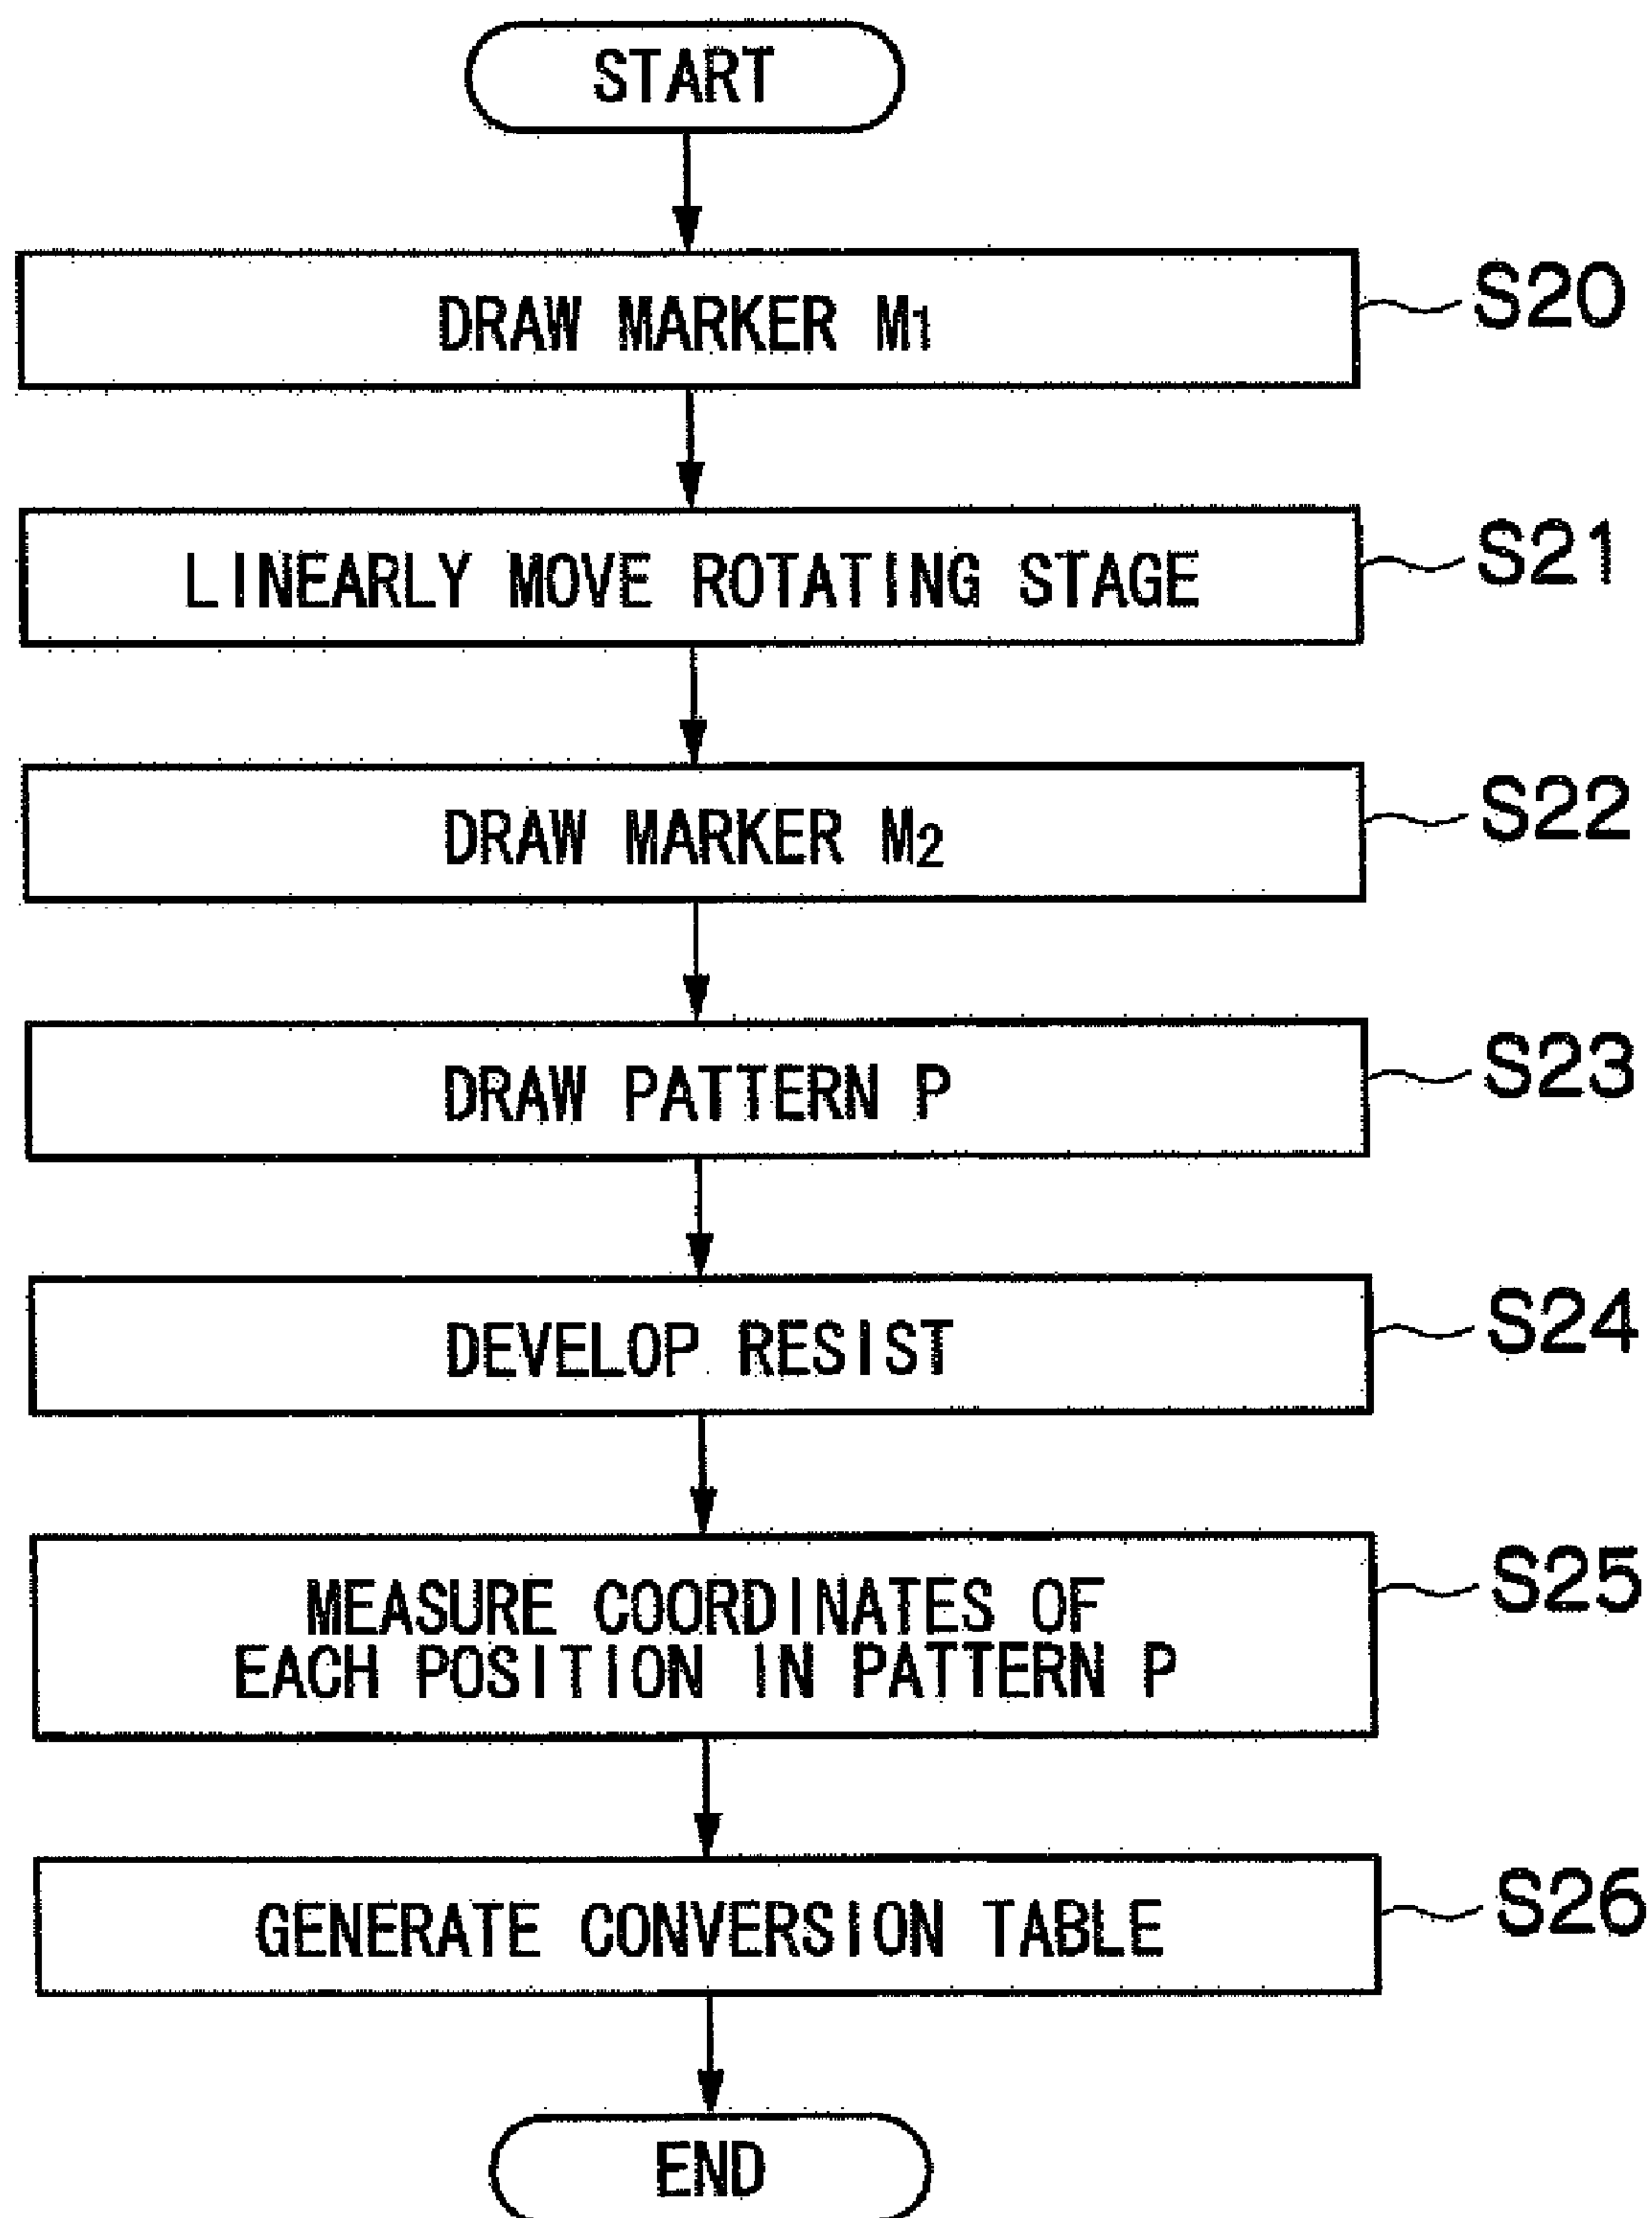 START
DRAW MARKER M1
S20
LINEARLY MOVE ROTATING STAGE
S21
DRAW MARKER M2
S22
DRAW PATTERN P
S23
DEVELOP RESIST
S24
MEASURE COORDINATES OF
EACH POSITION IN PATTERN P
S25
GENERATE CONVERSION TABLE
S26
END